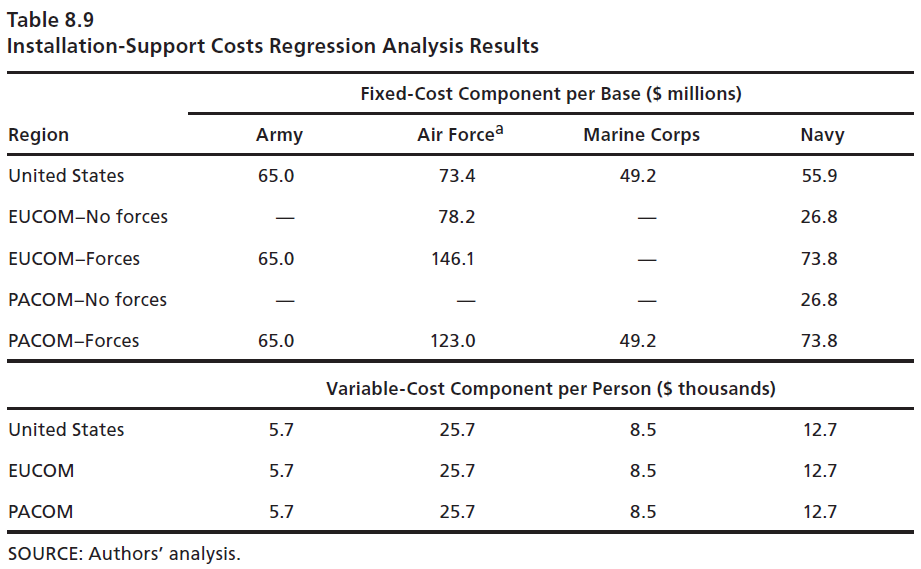 Table 8.9
Installation-Support Costs Regression Analysis Results
Fixed-Cost Component per Base ($ millions)
Region Army Air Forceᵃ Marine Corps Navy
United States 65.0 73.4 49.2 55.9
EUCOM–No forces — 78.2 — 26.8
EUCOM–Forces 65.0 146.1 — 73.8
PACOM–No forces — — — 26.8
PACOM–Forces 65.0 123.0 49.2 73.8
Variable-Cost Component per Person ($ thousands)
United States 5.7 25.7 8.5 12.7
EUCOM 5.7 25.7 8.5 12.7
PACOM 5.7 25.7 8.5 12.7
SOURCE: Authors’ analysis.